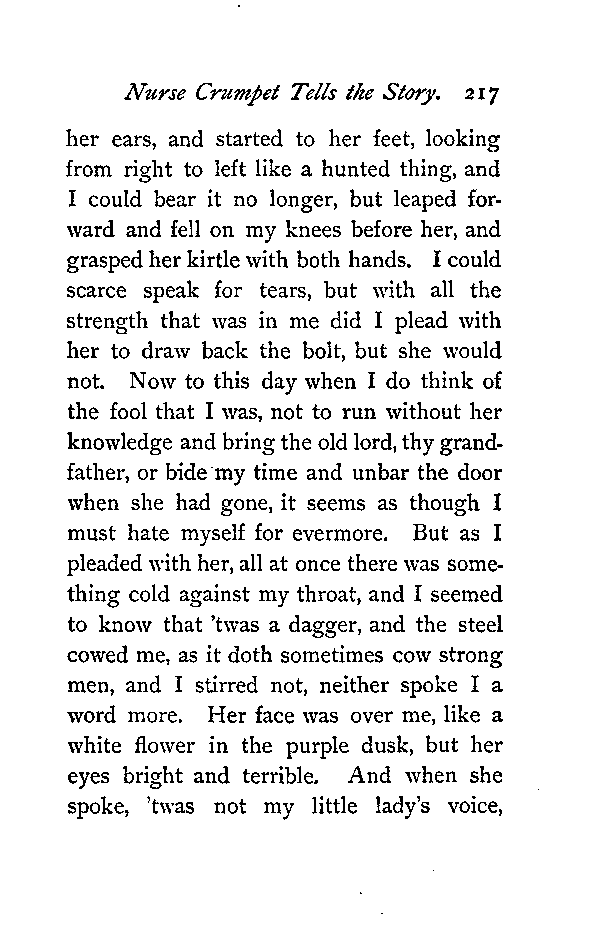 Nurse Crumpet Tells the Story. 217
her ears, and started to her feet, looking
from right to left like a hunted thing, and
I could bear it no longer, but leaped for-
ward and fell on my knees before her, and
grasped her kirtle with both hands. I could
scarce speak for tears, but with all the
strength that was in me did I plead with
her to draw back the bolt, but she would
not. Now to this day when I do think of
the fool that I was, not to run without her
knowledge and bring the old lord, thy grand-
father, or bide my time and unbar the door
when she had gone, it seems as though I
must hate myself for evermore. But as I
pleaded with her, all at once there was some-
thing cold against my throat, and I seemed
to know that 'twas a dagger, and the steel
cowed me, as it doth sometimes cow strong
men, and I stirred not, neither spoke I a
word more. Her face was over me, like a
white flower in the purple dusk, but her
eyes bright and terrible. And when she
spoke, 'twas not my little lady's voice,